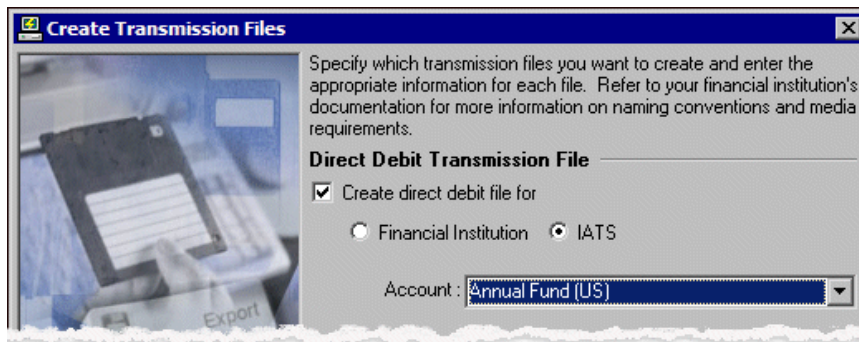 Create Transmission Files
Specify which transmission files you want to create and enter the
appropriate information for each file. Refer to your financial institution's
documentation for more information on naming conventions and media
requirements.
Direct Debit Transmission File
Create direct debit file for
Financial Institution IATS
Account : Annual Fund (US)
Export